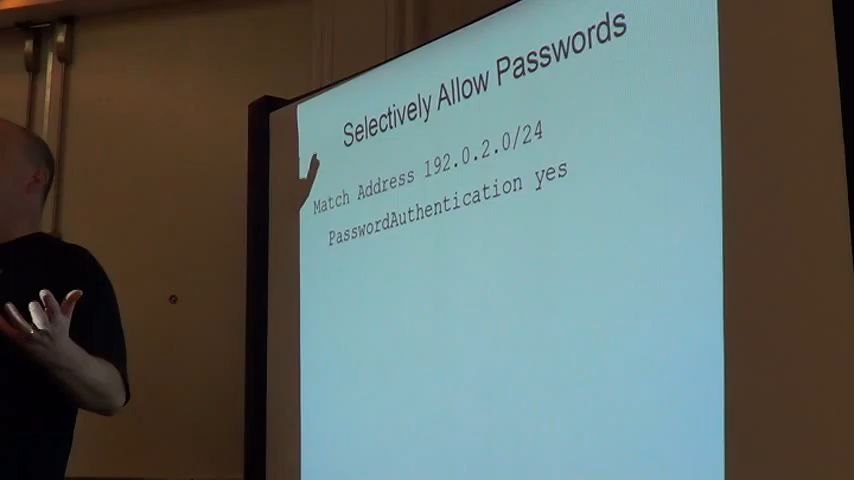 Selectively Allow Passwords
Match Address 192.0.2.0/24
PasswordAuthentication yes